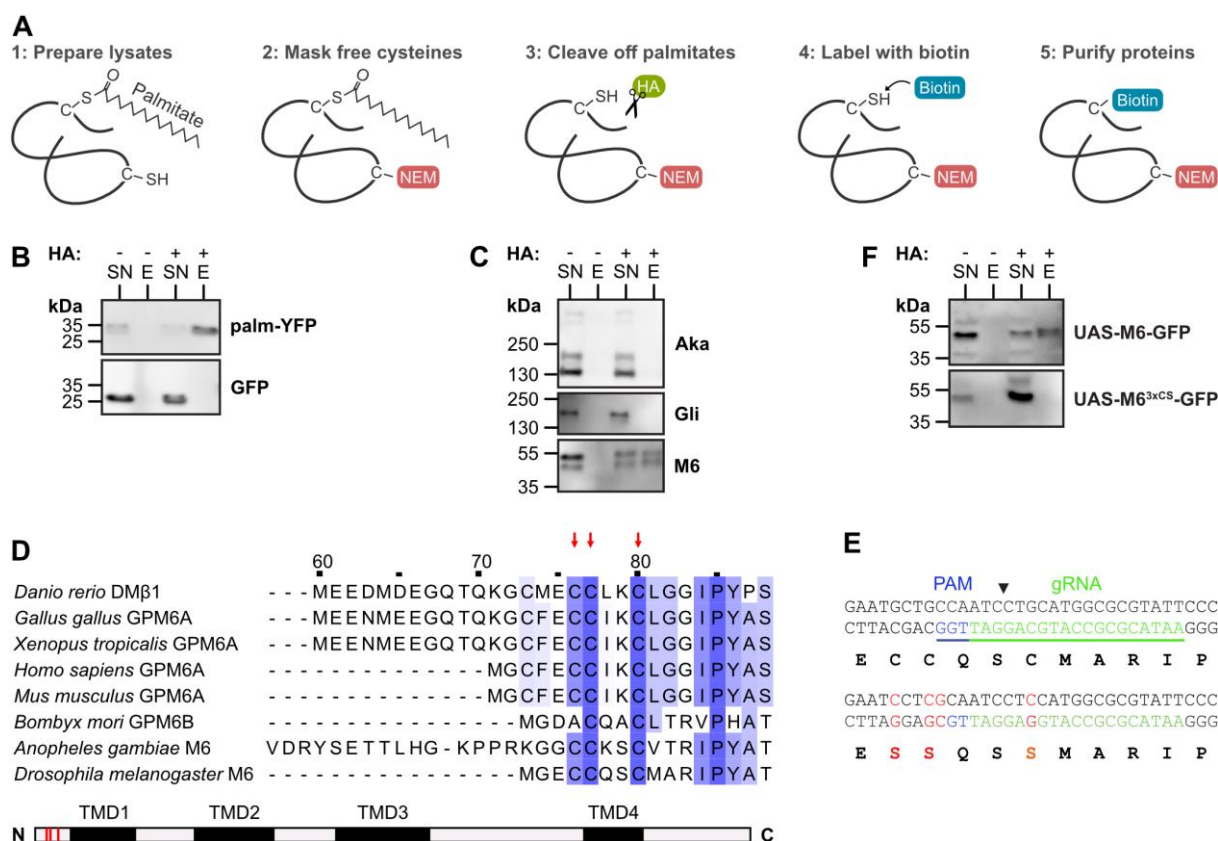 A
1: Prepare lysates
2: Mask free cysteines
3: Cleave off palmitates
4: Label with biotin
5: Purify proteins
O
S
C
Palmitate
C
SH
O
S
C
C
NEM
SH
C
HA
C
NEM
SH
C
Biotin
C
NEM
C
Biotin
C
NEM
B
HA: - - + +
SN E SN E
kDa
35
25
palm-YFP
35
25
GFP
C
HA: - - + +
SN E SN E
kDa
250
130
Aka
250
130
Gli
55
35
M6
F
HA: - - + +
SN E SN E
kDa
55
35
UAS-M6-GFP
55
35
UAS-M6³ˣᶜˢ-GFP
D
60 70 80
Danio rerio DMβ1 - - - MEEDMDEGQTQKGCMECCLKCLGGIPYPS
Gallus gallus GPM6A - - - MEENMEEGQTQKGCFECCIKCLGGIPYAS
Xenopus tropicalis GPM6A - - - MEENMEEGQTQKGCFECCIKCLGGIPYAS
Homo sapiens GPM6A - - - - - - - - - - - - - - MGCFECCIKCLGGIPYAS
Mus musculus GPM6A - - - - - - - - - - - - - - MGCFECCIKCLGGIPYAS
Bombyx mori GPM6B - - - - - - - - - - - - - - - - MGDACQACLTRVPHAT
Anopheles gambiae M6 VDRYSETTLHG-KPPRKGGCCKSCVTRIPYAT
Drosophila melanogaster M6 - - - - - - - - - - - - - - - - MGECCQSCMARIPYAT
TMD1 TMD2 TMD3 TMD4
N C
E
PAM gRNA
GAATGCTGCCAATCCTGCATGGCGCGTATTCCC
CTTACGACGGTTAGGACGTACCGCGCATAAGGG
E C C Q S C M A R I P
GAATCCTCGCAATCCTCCATGGCGCGTATTCCC
CTTAGGAGCGTTAGGAGGTACCGCGCATAAGGG
E S S Q S S M A R I P